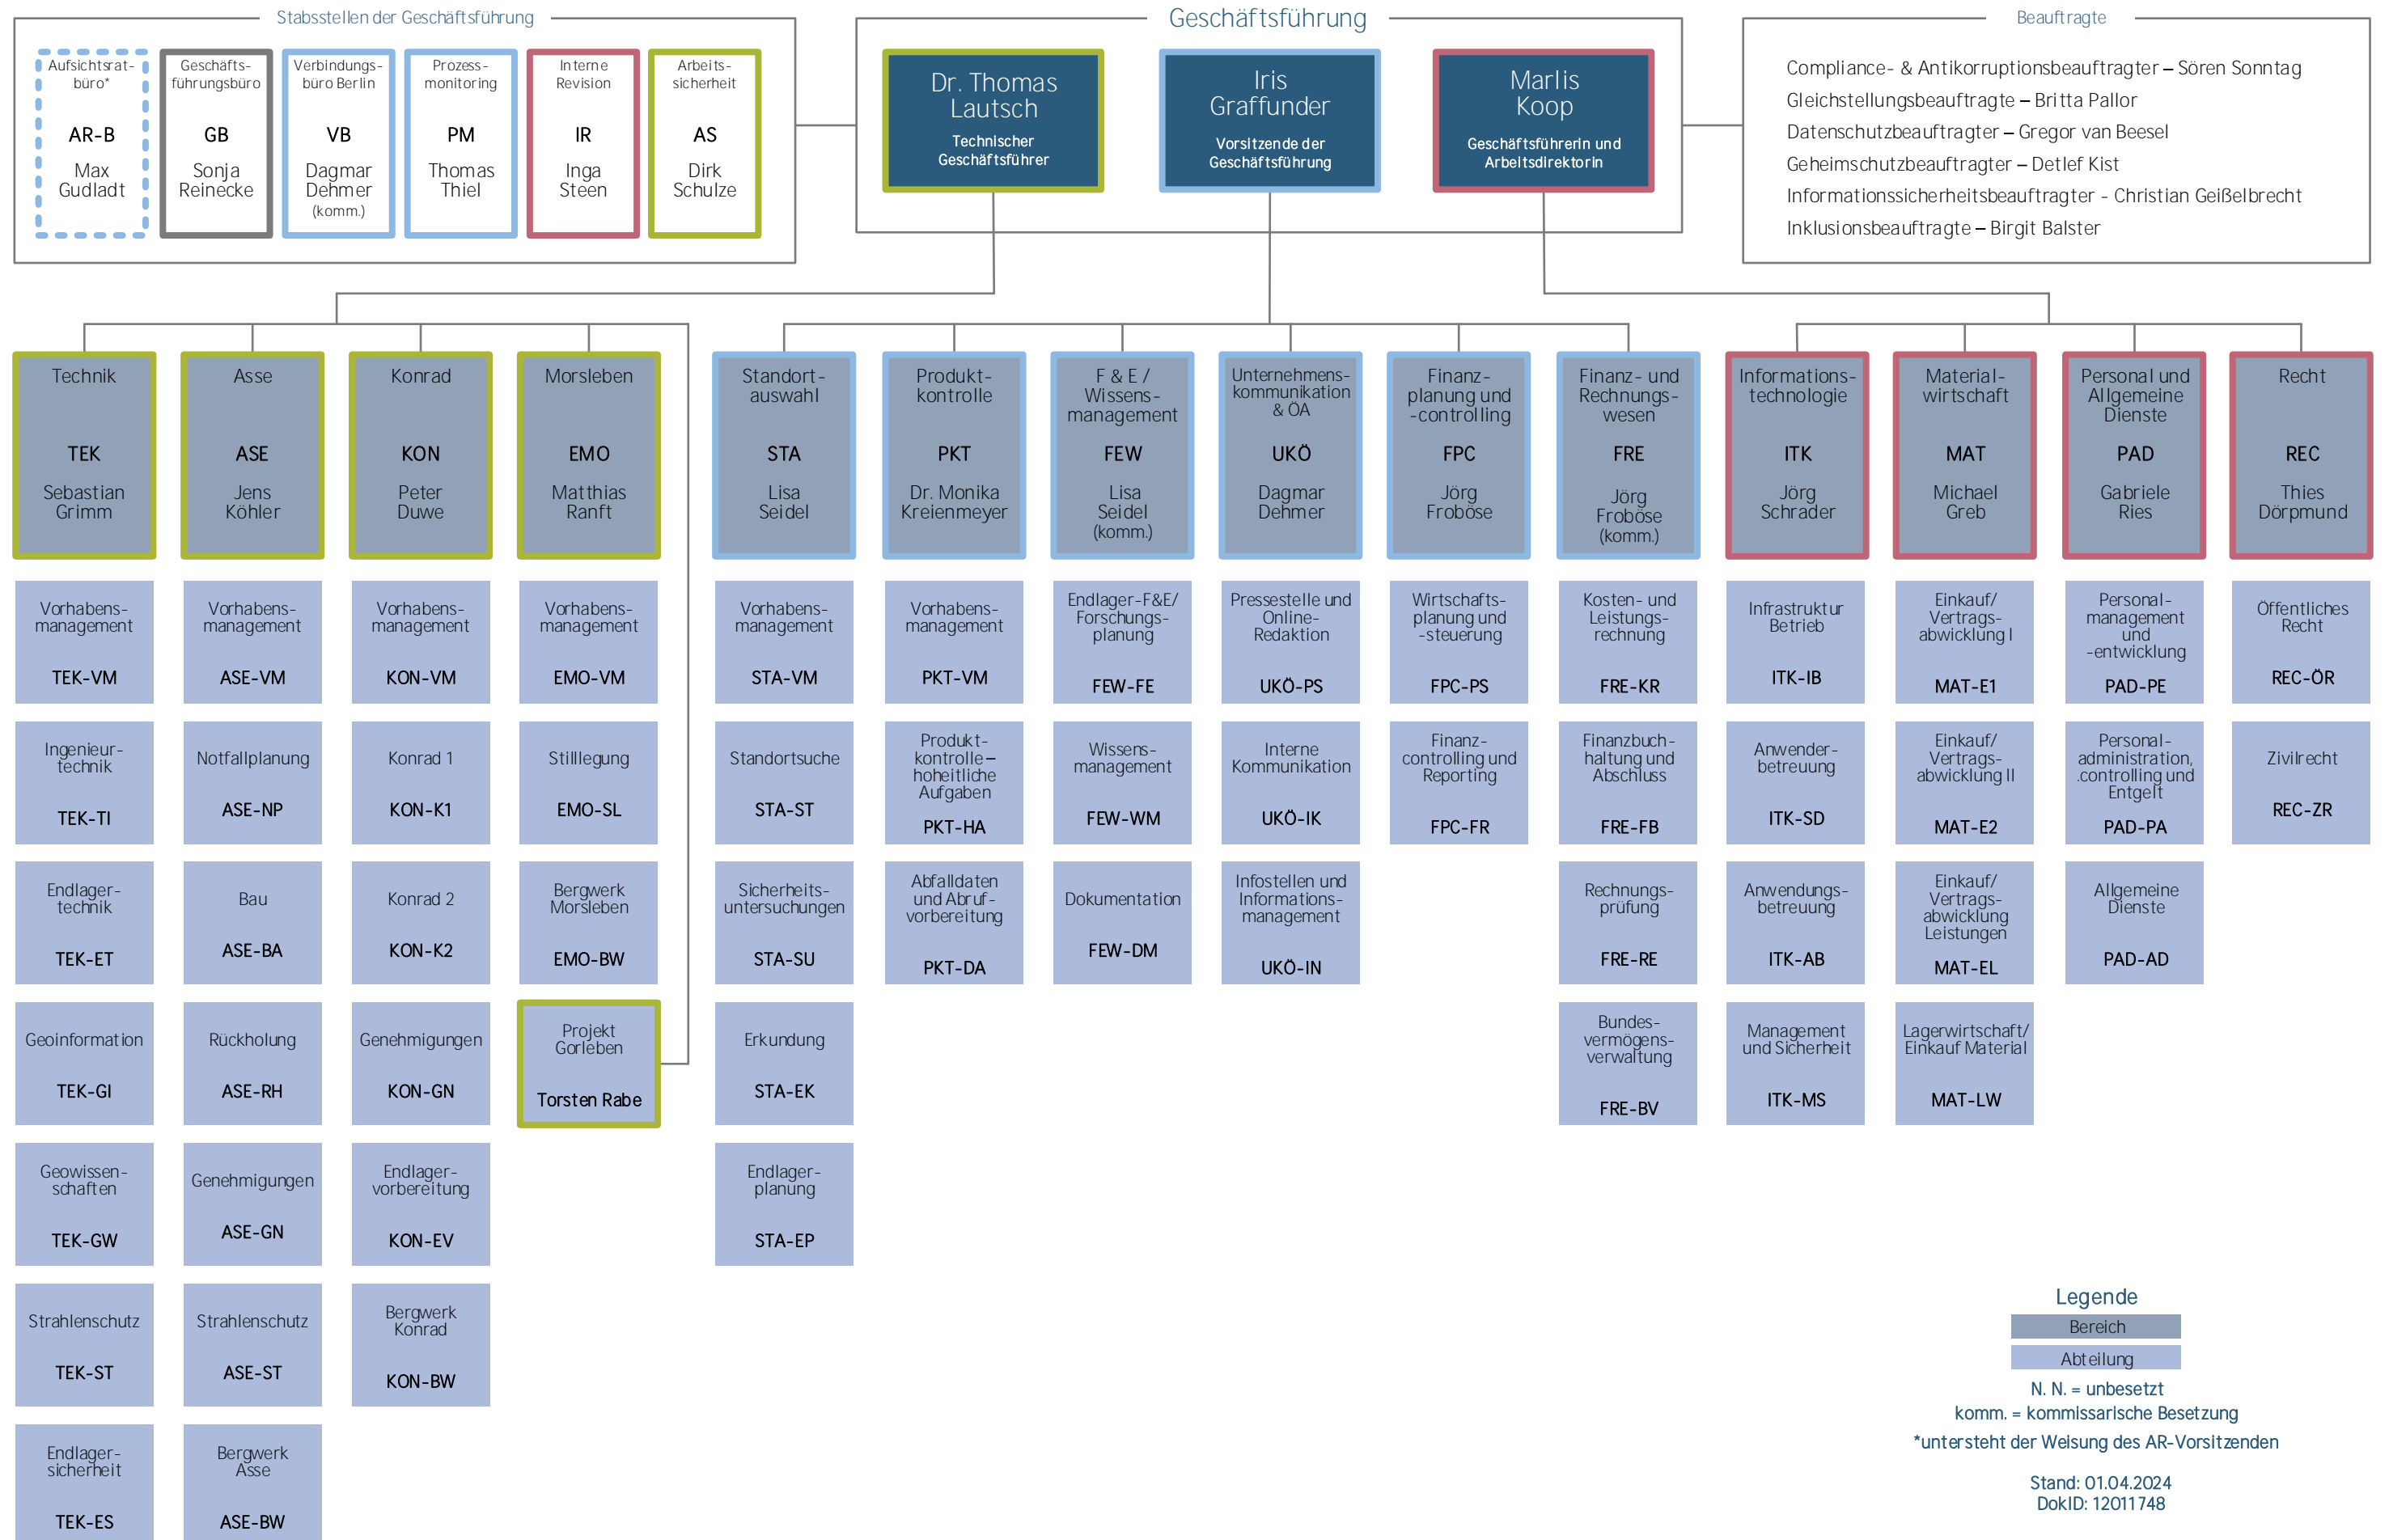 Stabsstellen der Geschäftsführung
Aufsichtsrat-
büro*
AR-B
Max
Gudladt
Geschäfts-
führungsbüro
GB
Sonja
Reinecke
Verbindungs-
büro Berlin
VB
Dagmar
Dehmer
(komm.)
Prozess-
monitoring
PM
Thomas
Thiel
Interne
Revision
IR
Inga
Steen
Arbeits-
sicherheit
AS
Dirk
Schulze
Geschäftsführung
Dr. Thomas
Lautsch
Technischer
Geschäftsführer
Iris
Graffunder
Vorsitzende der
Geschäftsführung
Marlis
Koop
Geschäftsführerin und
Arbeitsdirektorin
Beauftragte
Compliance- & Antikorruptionsbeauftragter – Sören Sonntag
Gleichstellungsbeauftragte – Britta Pallor
Datenschutzbeauftragter – Gregor van Beesel
Geheimschutzbeauftragter – Detlef Kist
Informationssicherheitsbeauftragter - Christian Geißelbrecht
Inklusionsbeauftragte – Birgit Balster
Technik
TEK
Sebastian
Grimm
Asse
ASE
Jens
Köhler
Konrad
KON
Peter
Duwe
Morsleben
EMO
Matthias
Ranft
Standort-
auswahl
STA
Lisa
Seidel
Produkt-
kontrolle
PKT
Dr. Monika
Kreienmeyer
F & E /
Wissens-
management
FEW
Lisa
Seidel
(komm.)
Unternehmens-
kommunikation
& ÖA
UKÖ
Dagmar
Dehmer
Finanz-
planung und
-controlling
FPC
Jörg
Froböse
Finanz- und
Rechnungs-
wesen
FRE
Jörg
Froböse
(komm.)
Informations-
technologie
ITK
Jörg
Schrader
Material-
wirtschaft
MAT
Michael
Greb
Personal und
Allgemeine
Dienste
PAD
Gabriele
Ries
Recht
REC
Thies
Dörpmund
Vorhabens-
management
TEK-VM
Ingenieur-
technik
TEK-TI
Endlager-
technik
TEK-ET
Geoinformation
TEK-GI
Geowissen-
schaften
TEK-GW
Strahlenschutz
TEK-ST
Endlager-
sicherheit
TEK-ES
Vorhabens-
management
ASE-VM
Notfallplanung
ASE-NP
Bau
ASE-BA
Rückholung
ASE-RH
Genehmigungen
ASE-GN
Strahlenschutz
ASE-ST
Bergwerk
Asse
ASE-BW
Vorhabens-
management
KON-VM
Konrad 1
KON-K1
Konrad 2
KON-K2
Genehmigungen
KON-GN
Endlager-
vorbereitung
KON-EV
Bergwerk
Konrad
KON-BW
Vorhabens-
management
EMO-VM
Stilllegung
EMO-SL
Bergwerk
Morsleben
EMO-BW
Projekt
Gorleben
Torsten Rabe
Vorhabens-
management
STA-VM
Standortsuche
STA-ST
Sicherheits-
untersuchungen
STA-SU
Erkundung
STA-EK
Endlager-
planung
STA-EP
Vorhabens-
management
PKT-VM
Produkt-
kontrolle –
hoheitliche
Aufgaben
PKT-HA
Abfalldaten
und Abruf-
vorbereitung
PKT-DA
Endlager-F&E/
Forschungs-
planung
FEW-FE
Wissens-
management
FEW-WM
Dokumentation
FEW-DM
Pressestelle und
Online-
Redaktion
UKÖ-PS
Interne
Kommunikation
UKÖ-IK
Infostellen und
Informations-
management
UKÖ-IN
Wirtschafts-
planung und
-steuerung
FPC-PS
Finanz-
controlling und
Reporting
FPC-FR
Kosten- und
Leistungs-
rechnung
FRE-KR
Finanzbuch-
haltung und
Abschluss
FRE-FB
Rechnungs-
prüfung
FRE-RE
Bundes-
vermögens-
verwaltung
FRE-BV
Infrastruktur
Betrieb
ITK-IB
Anwender-
betreuung
ITK-SD
Anwendungs-
betreuung
ITK-AB
Management
und Sicherheit
ITK-MS
Einkauf/
Vertrags-
abwicklung I
MAT-E1
Einkauf/
Vertrags-
abwicklung II
MAT-E2
Einkauf/
Vertrags-
abwicklung
Leistungen
MAT-EL
Lagerwirtschaft/
Einkauf Material
MAT-LW
Personal-
management
und
-entwicklung
PAD-PE
Personal-
administration,
.controlling und
Entgelt
PAD-PA
Allgemeine
Dienste
PAD-AD
Öffentliches
Recht
REC-ÖR
Zivilrecht
REC-ZR
Legende
Bereich
Abteilung
N. N. = unbesetzt
komm. = kommissarische Besetzung
*untersteht der Weisung des AR-Vorsitzenden
Stand: 01.04.2024
DokID: 12011748